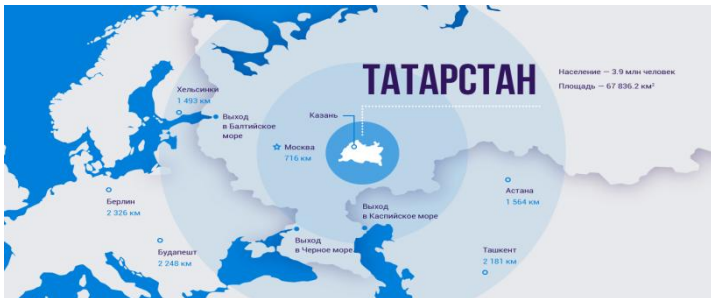 ТАТАРСТАН
Население — 3.9 млн человек
Площадь — 67 836.2 км²
Хельсинки
1 493 км
Выход
в Балтийское
море
Казань
Москва
716 км
Берлин
2 326 км
Будапешт
2 248 км
Выход
в Черное море
Выход
в Каспийское море
Астана
1 564 км
Ташкент
2 181 км